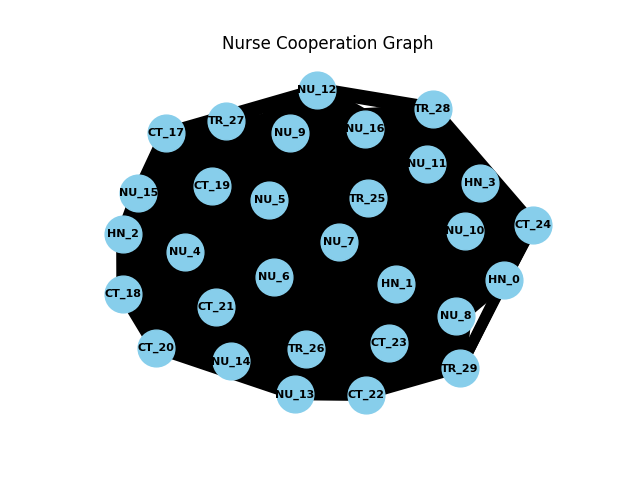 Nurse Cooperation Graph
NU_12
TR_28
TR_27
NU_16
CT_17
NU_9
NU_11
HN_3
CT_19
NU_15
TR_25
NU_5
CT_24
NU_10
HN_2
NU_7
NU_4
NU_6
HN_0
HN_1
CT_18
CT_21
NU_8
CT_23
CT_20
TR_26
NU_14
TR_29
NU_13
CT_22